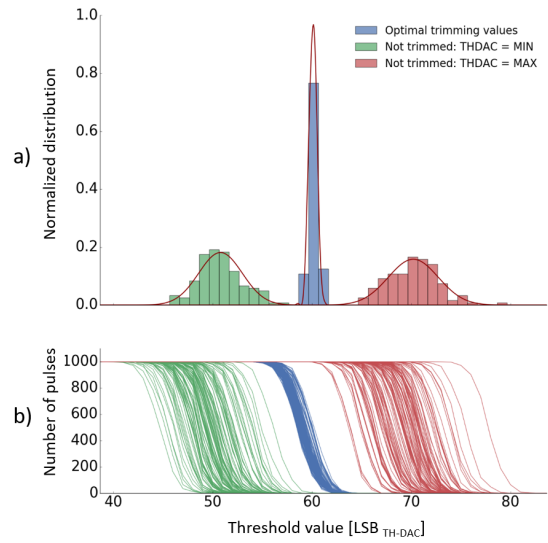 a)
Normalized distribution
1.0
0.8
0.6
0.4
0.2
0.0
Optimal trimming values
Not trimmed: THDAC = MIN
Not trimmed: THDAC = MAX
b)
Number of pulses
1000
800
600
400
200
0
40 50 60 70 80
Threshold value [LSB TH-DAC]